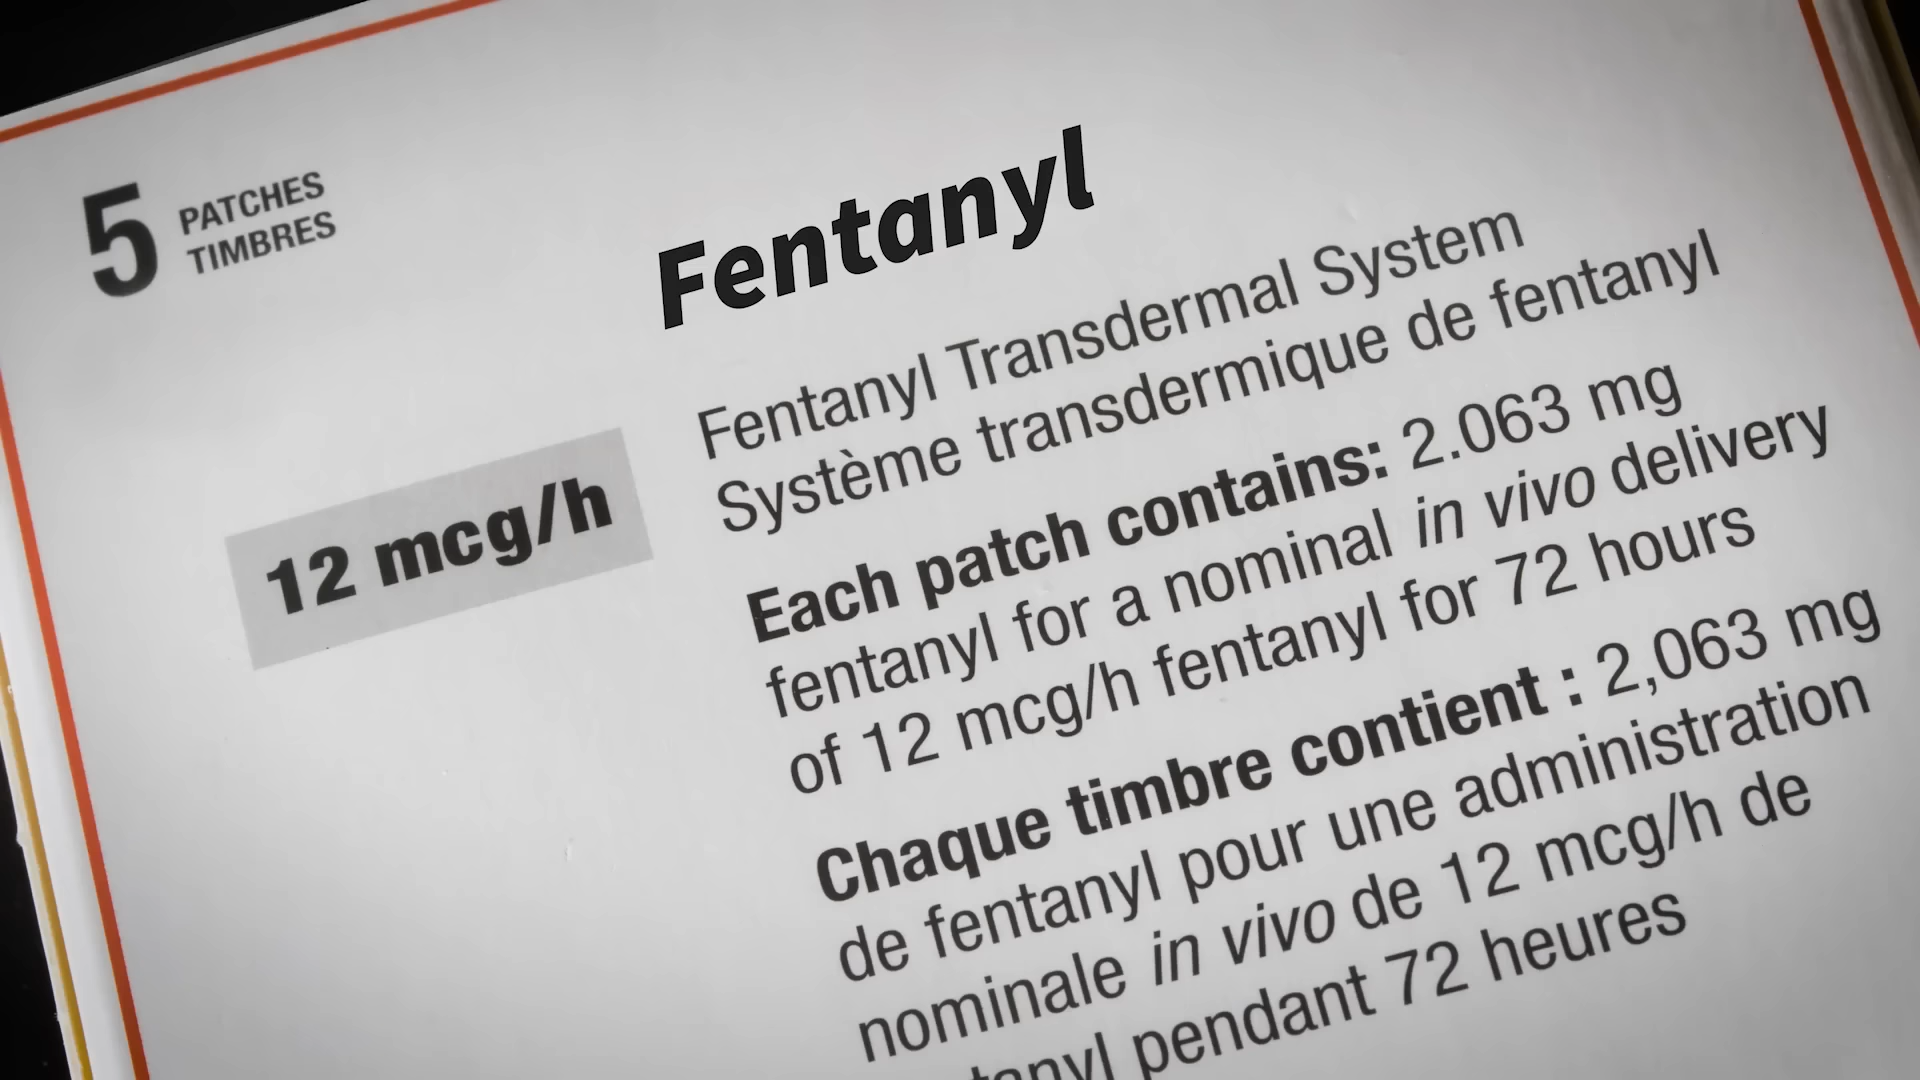 5 PATCHES
TIMBRES
Fentanyl
12 mcg/h
Fentanyl Transdermal System
Système transdermique de fentanyl
Each patch contains: 2.063 mg
fentanyl for a nominal in vivo delivery
of 12 mcg/h fentanyl for 72 hours
Chaque timbre contient : 2,063 mg
de fentanyl pour une administration
nominale in vivo de 12 mcg/h de
pendant 72 heures